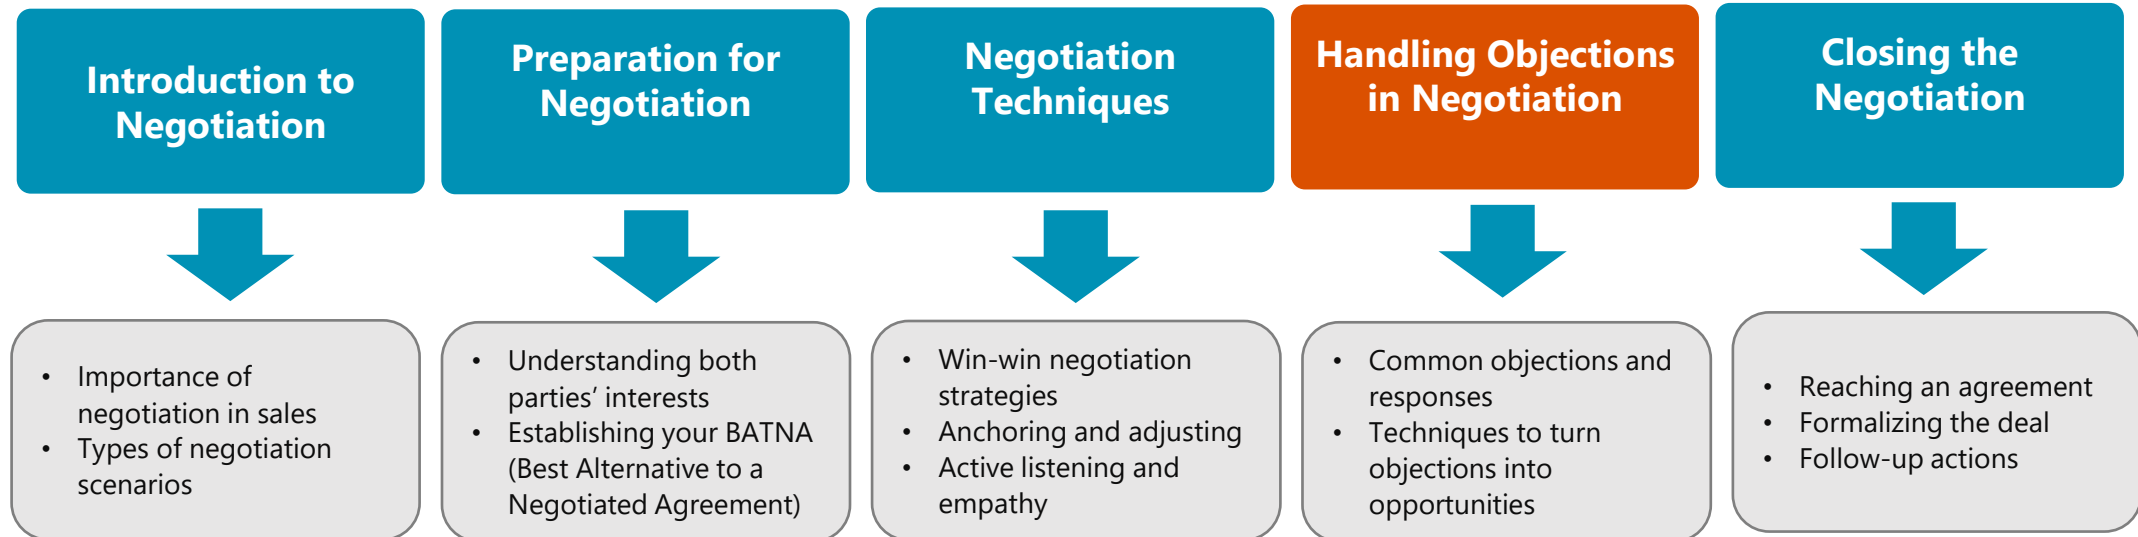 Introduction to
Negotiation
Preparation for
Negotiation
Negotiation
Techniques
Handling Objections
in Negotiation
Closing the
Negotiation
• Importance of
negotiation in sales
• Types of negotiation
scenarios
• Understanding both
parties’ interests
• Establishing your BATNA
(Best Alternative to a
Negotiated Agreement)
• Win-win negotiation
strategies
• Anchoring and adjusting
• Active listening and
empathy
• Common objections and
responses
• Techniques to turn
objections into
opportunities
• Reaching an agreement
• Formalizing the deal
• Follow-up actions